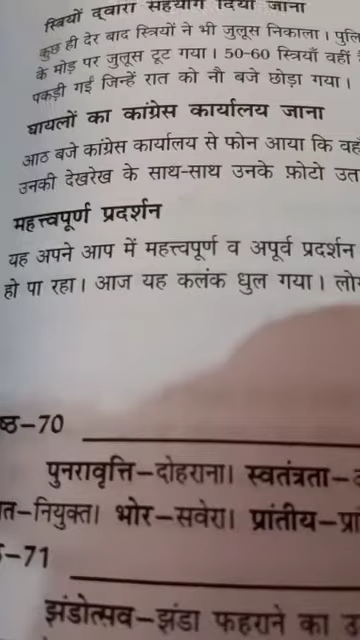 स्त्रियों द्वारा सहयोग दिया जाना
कुछ ही देर बाद स्त्रियों ने भी जुलूस निकाला।
के मोड़ पर जुलूस टूट गया। 50-60 स्त्रियाँ वहीं
पकड़ी गईं जिन्हें रात को नौ बजे छोड़ा गया।
घायलों का कांग्रेस कार्यालय जाना
आठ बजे कांग्रेस कार्यालय से फोन आया कि
उनकी देखरेख के साथ-साथ उनके फ़ोटो
महत्त्वपूर्ण प्रदर्शन
यह अपने आप में महत्त्वपूर्ण व अपूर्व प्रदर्शन
हो पा रहा। आज यह कलंक धुल गया।
–70
पुनरावृत्ति–दोहराना। स्वतंत्रता–
–नियुक्त। भोर–सवेरा। प्रांतीय–
–71
झंडोत्सव–झंडा फहराने का